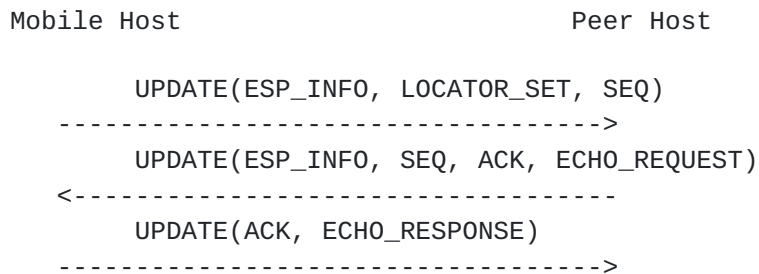 Mobile Host                         Peer Host
UPDATE(ESP_INFO, LOCATOR_SET, SEQ)
----------------------------------->
UPDATE(ESP_INFO, SEQ, ACK, ECHO_REQUEST)
<-----------------------------------
UPDATE(ACK, ECHO_RESPONSE)
----------------------------------->